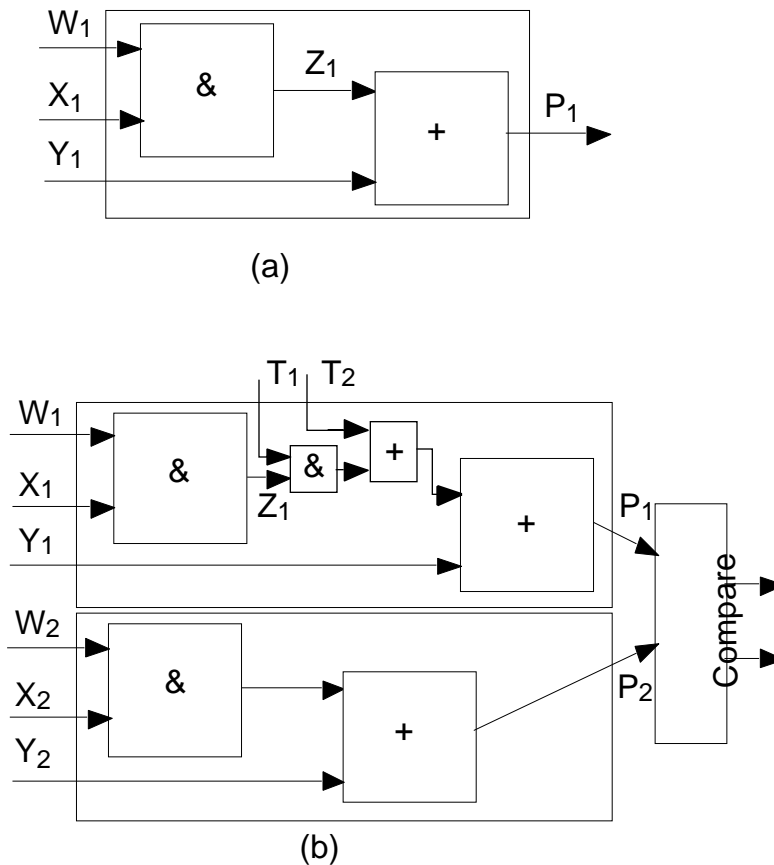 W1
&
Z1
X1
+
P1
Y1
(a)
T1 T2
W1
&
&
+
X1
Z1
+
P1
Y1
Compare
W2
&
X2
P2
+
Y2
(b)